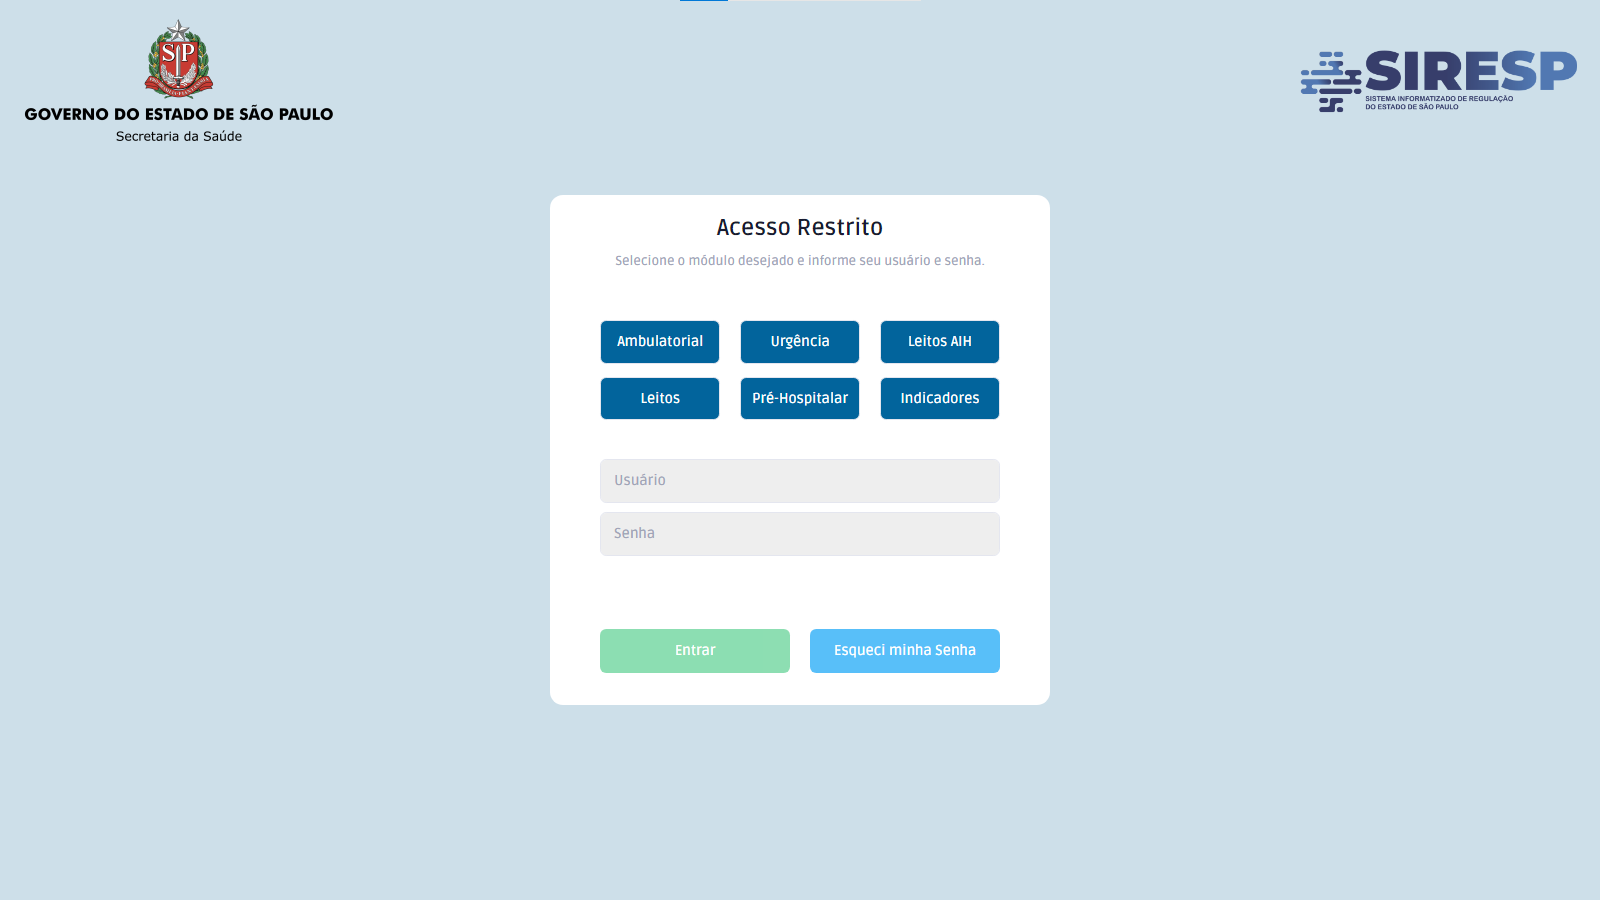 SP
GOVERNO DO ESTADO DE SÃO PAULO
Secretaria da Saúde
SIRESP
SISTEMA INFORMATIZADO DE REGULAÇÃO
DO ESTADO DE SÃO PAULO
Acesso Restrito
Selecione o módulo desejado e informe seu usuário e senha.
Ambulatorial
Urgência
Leitos AIH
Leitos
Pré-Hospitalar
Indicadores
Usuário
Senha
Entrar
Esqueci minha Senha